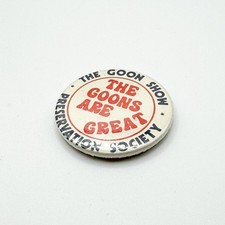 · THE GOON SHOW ·
PRESERVATION SOCIETY
THE
GOONS
ARE
GREAT